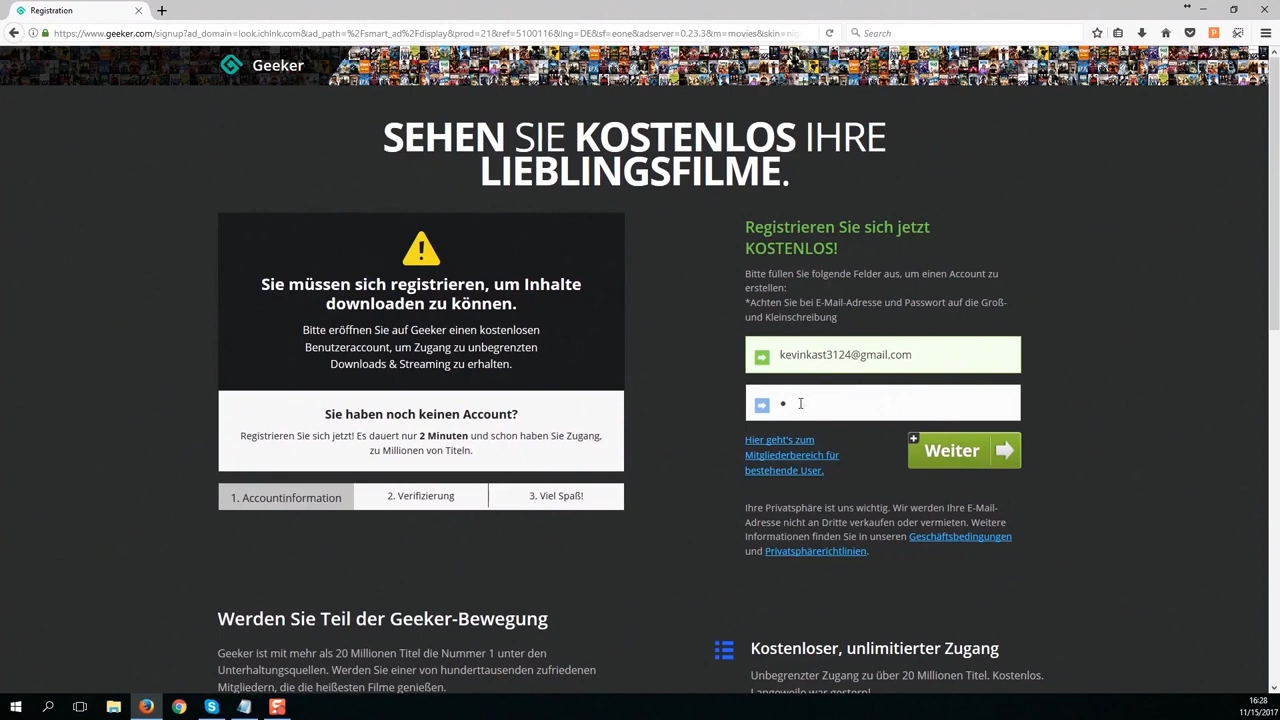 Registration
https://www.geeker.com/signup?ad_domain=look.ichlnk.com&ad_path=%2Fsmart_ad%2Fdisplay&prod=21&ref=5100116&lng=DE&sf=eone&adserver=0.23.3&m=movies&skin=nig
Search
Geeker
SEHEN SIE KOSTENLOS IHRE
LIEBLINGSFILME.
Sie müssen sich registrieren, um Inhalte
downloaden zu können.
Bitte eröffnen Sie auf Geeker einen kostenlosen
Benutzeraccount, um Zugang zu unbegrenzten
Downloads & Streaming zu erhalten.
Sie haben noch keinen Account?
Registrieren Sie sich jetzt! Es dauert nur 2 Minuten und schon haben Sie Zugang,
zu Millionen von Titeln.
1. Accountinformation
2. Verifizierung
3. Viel Spaß!
Registrieren Sie sich jetzt
KOSTENLOS!
Bitte füllen Sie folgende Felder aus, um einen Account zu
erstellen:
*Achten Sie bei E-Mail-Adresse und Passwort auf die Groß-
und Kleinschreibung
kevinkast3124@gmail.com
•
Hier geht's zum
Mitgliederbereich für
bestehende User.
Weiter
Ihre Privatsphäre ist uns wichtig. Wir werden Ihre E-Mail-
Adresse nicht an Dritte verkaufen oder vermieten. Weitere
Informationen finden Sie in unseren Geschäftsbedingungen
und Privatsphärerichtlinien.
Werden Sie Teil der Geeker-Bewegung
Geeker ist mit mehr als 20 Millionen Titel die Nummer 1 unter den
Unterhaltungsquellen. Werden Sie einer von hunderttausenden zufriedenen
Mitgliedern, die die heißesten Filme genießen.
Kostenloser, unlimitierter Zugang
Unbegrenzter Zugang zu über 20 Millionen Titel. Kostenlos.
Langeweile war gestern!
16:28
11/15/2017